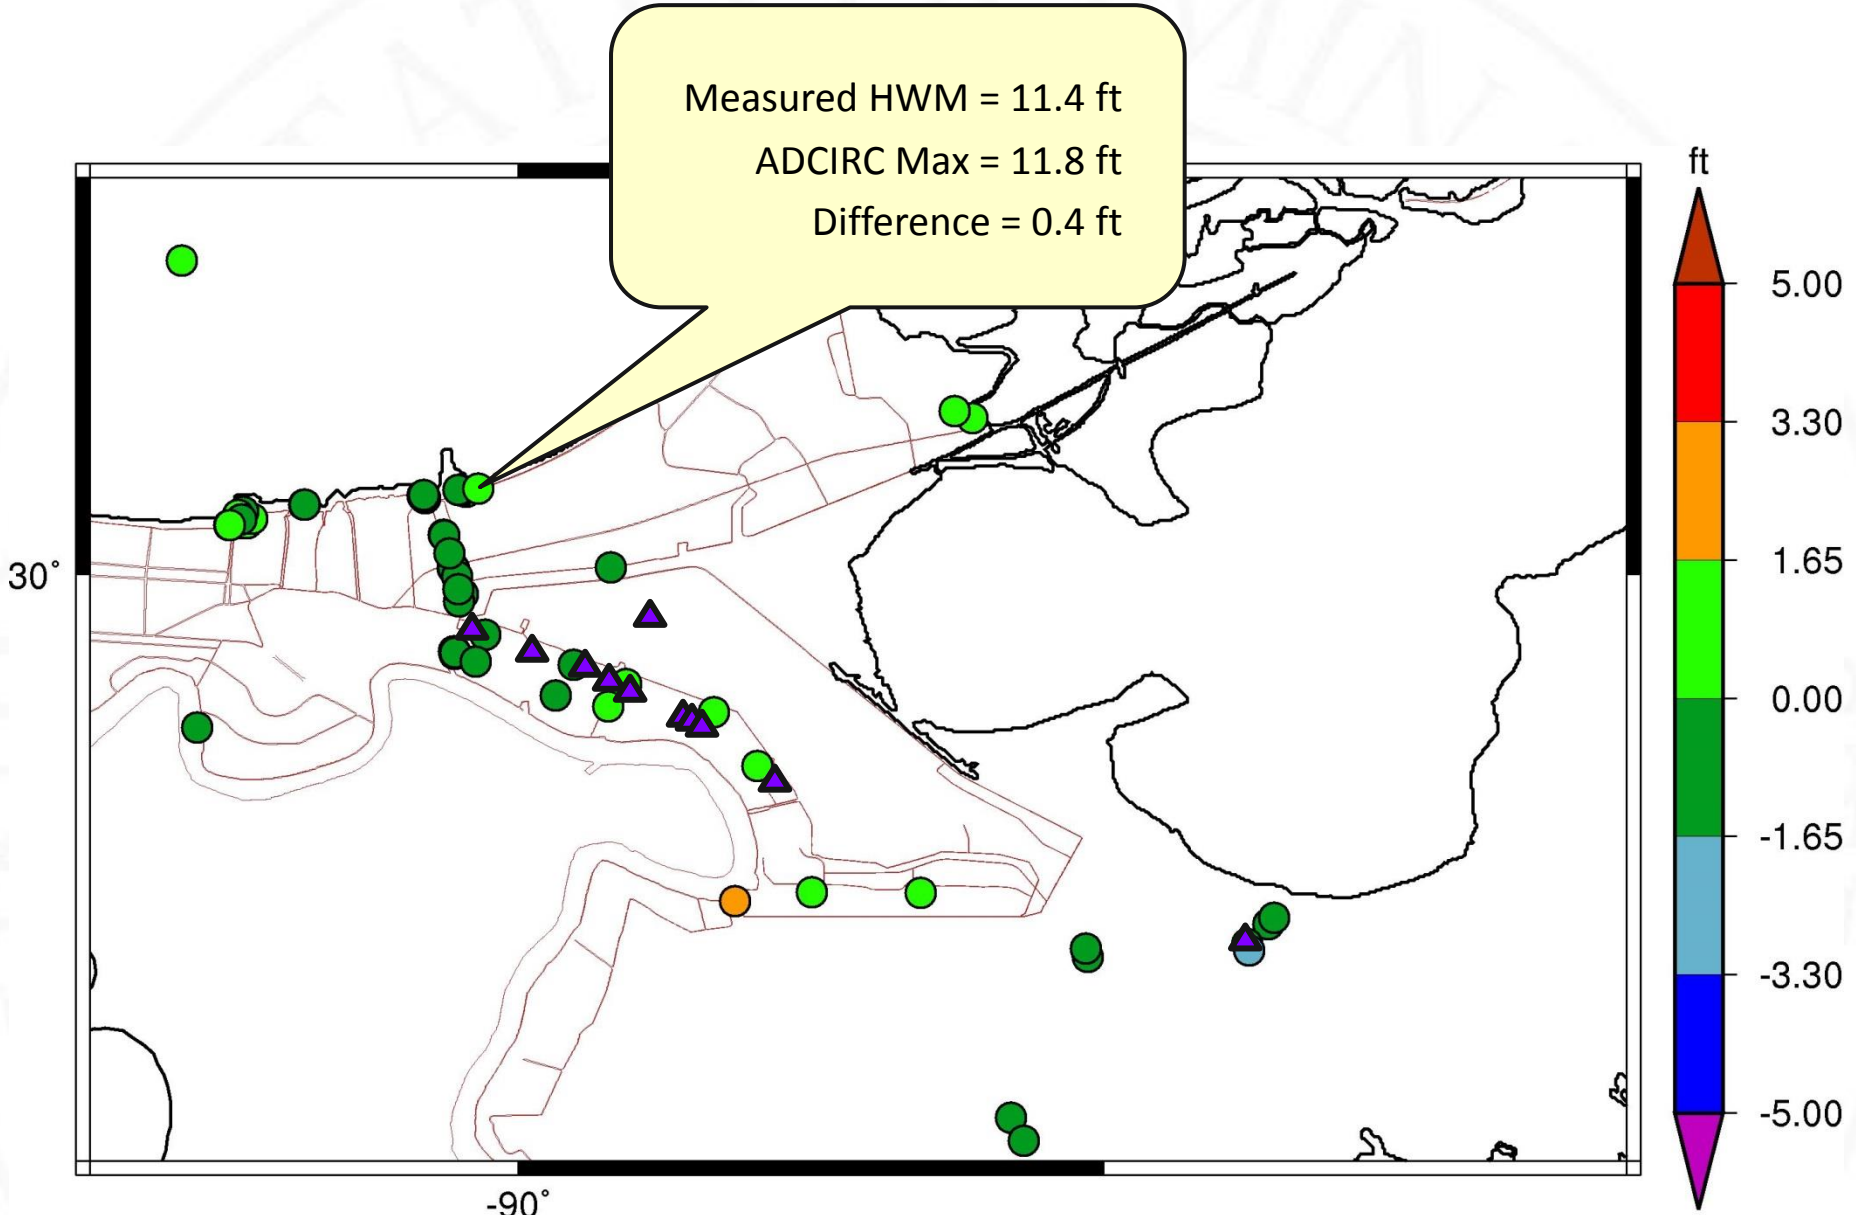 Measured HWM = 11.4 ft
ADCIRC Max = 11.8 ft
Difference = 0.4 ft
ft
5.00
3.30
1.65
0.00
-1.65
-3.30
-5.00
30°
-90°